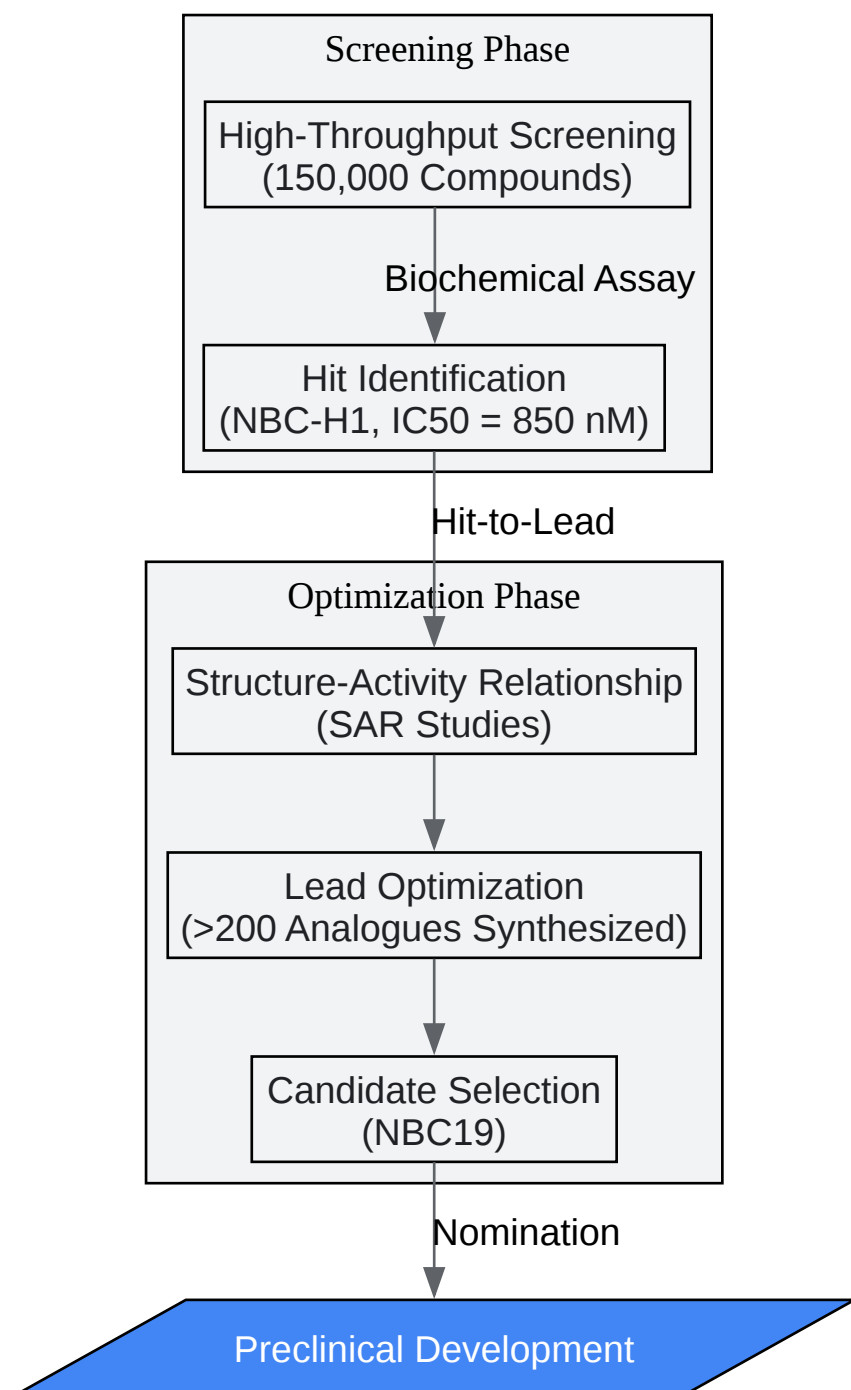 Screening Phase
High-Throughput Screening
(150,000 Compounds)
Biochemical Assay
Hit Identification
(NBC-H1, IC50 = 850 nM)
Hit-to-Lead
Optimization Phase
Structure-Activity Relationship
(SAR Studies)
Lead Optimization
(>200 Analogues Synthesized)
Candidate Selection
(NBC19)
Nomination
Preclinical Development